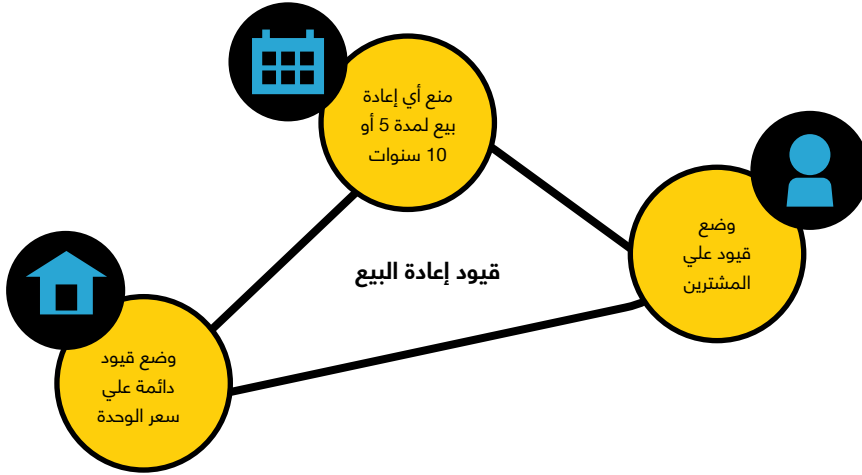 منع أي إعادة
بيع لمدة 5 أو
10 سنوات
وضع
قيود علي
المشترين
قيود إعادة البيع
وضع قيود
دائمة علي
سعر الوحدة